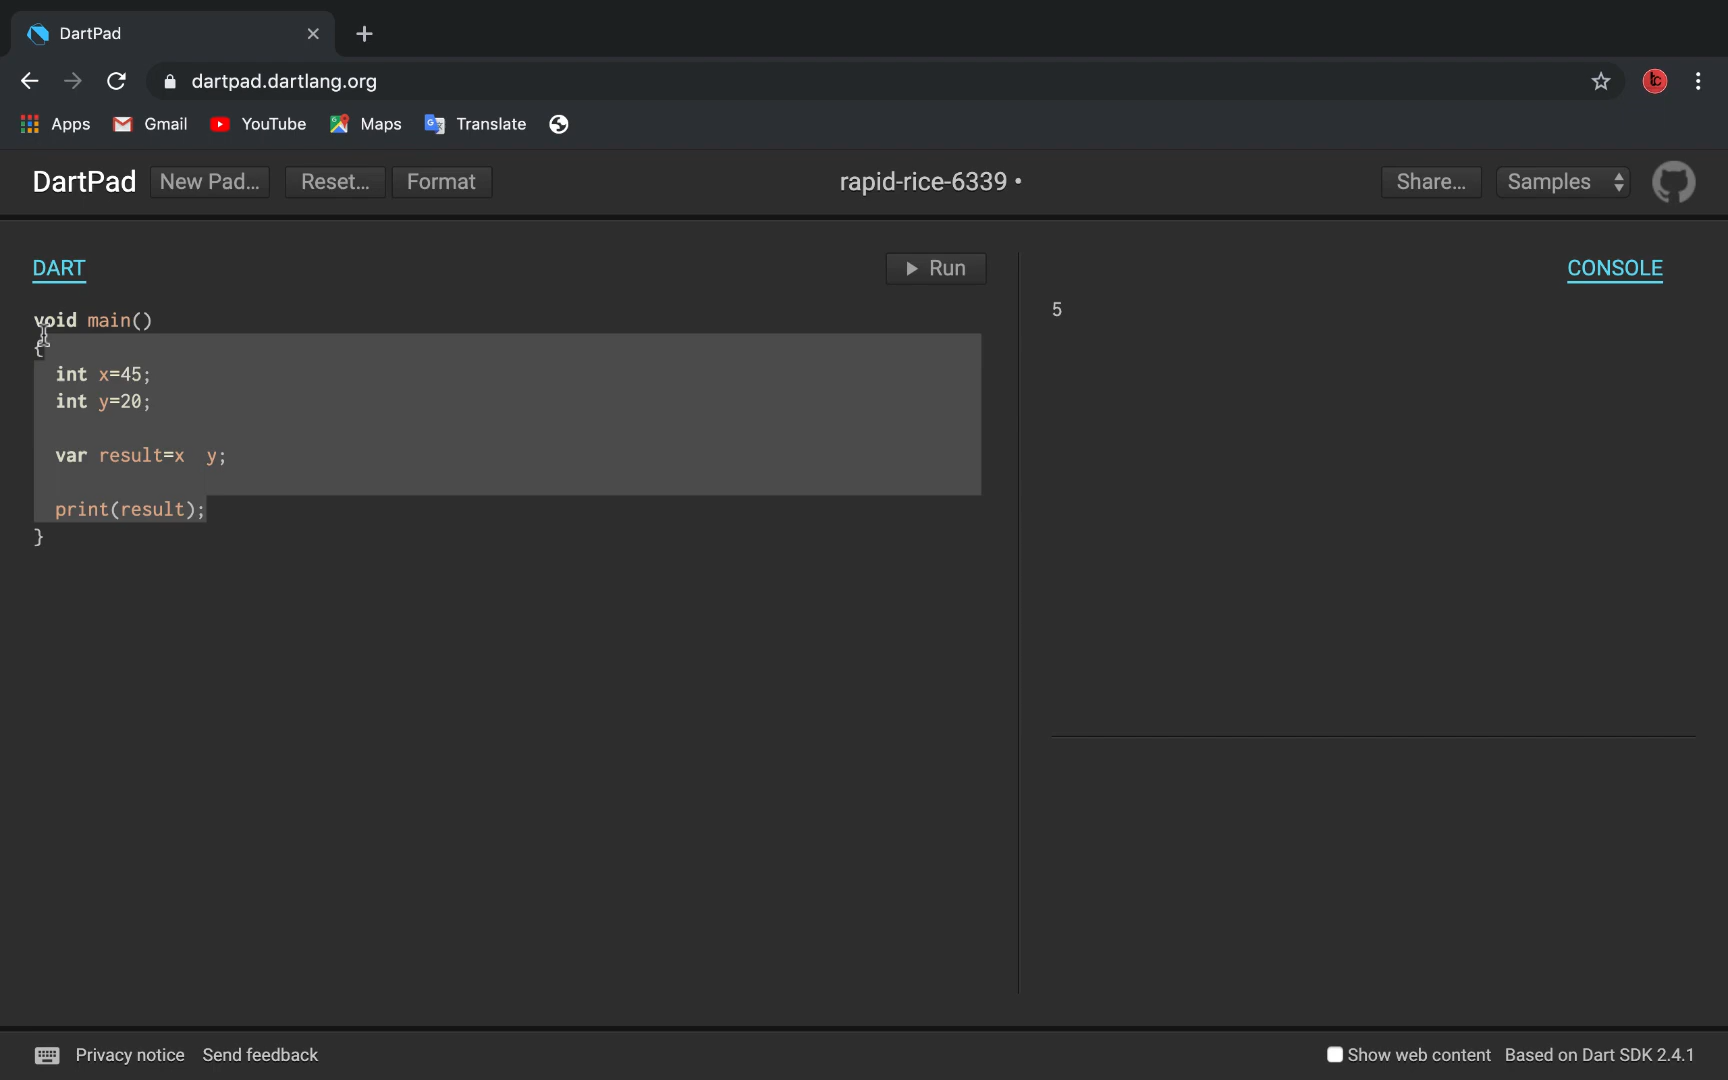 DartPad
dartpad.dartlang.org
Apps Gmail YouTube Maps Translate
DartPad New Pad... Reset... Format rapid-rice-6339 • Share... Samples
DART Run CONSOLE
void main()
{
int x=45;
int y=20;
var result=x  y;
print(result);
}
5
Privacy notice Send feedback Show web content Based on Dart SDK 2.4.1